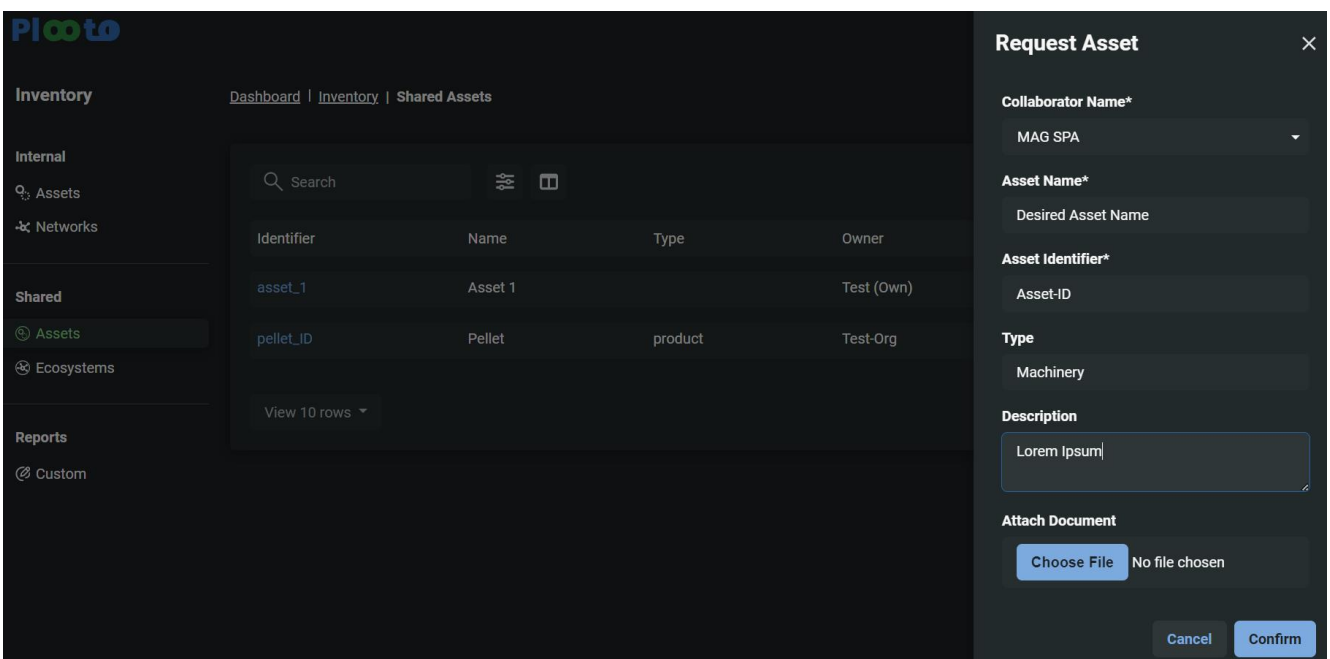 Plooto
Inventory
Dashboard | Inventory | Shared Assets
Internal
Assets
Networks
Shared
Assets
Ecosystems
Reports
Custom
Search
Identifier Name Type Owner
asset_1 Asset 1 Test (Own)
pellet_ID Pellet product Test-Org
View 10 rows
Request Asset
Collaborator Name*
MAG SPA
Asset Name*
Desired Asset Name
Asset Identifier*
Asset-ID
Type
Machinery
Description
Lorem Ipsum
Attach Document
Choose File No file chosen
Cancel Confirm